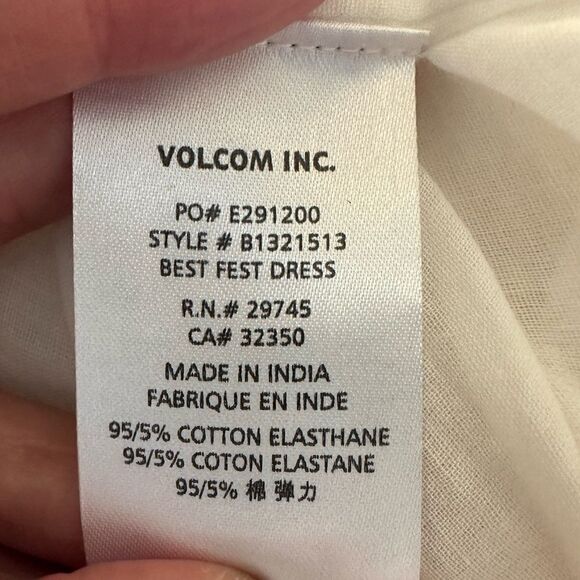 VOLCOM INC.
PO# E291200
STYLE # B1321513
BEST FEST DRESS
R.N.# 29745
CA# 32350
MADE IN INDIA
FABRIQUE EN INDE
95/5% COTTON ELASTHANE
95/5% COTON ELASTANE
95/5% 棉 弹 力